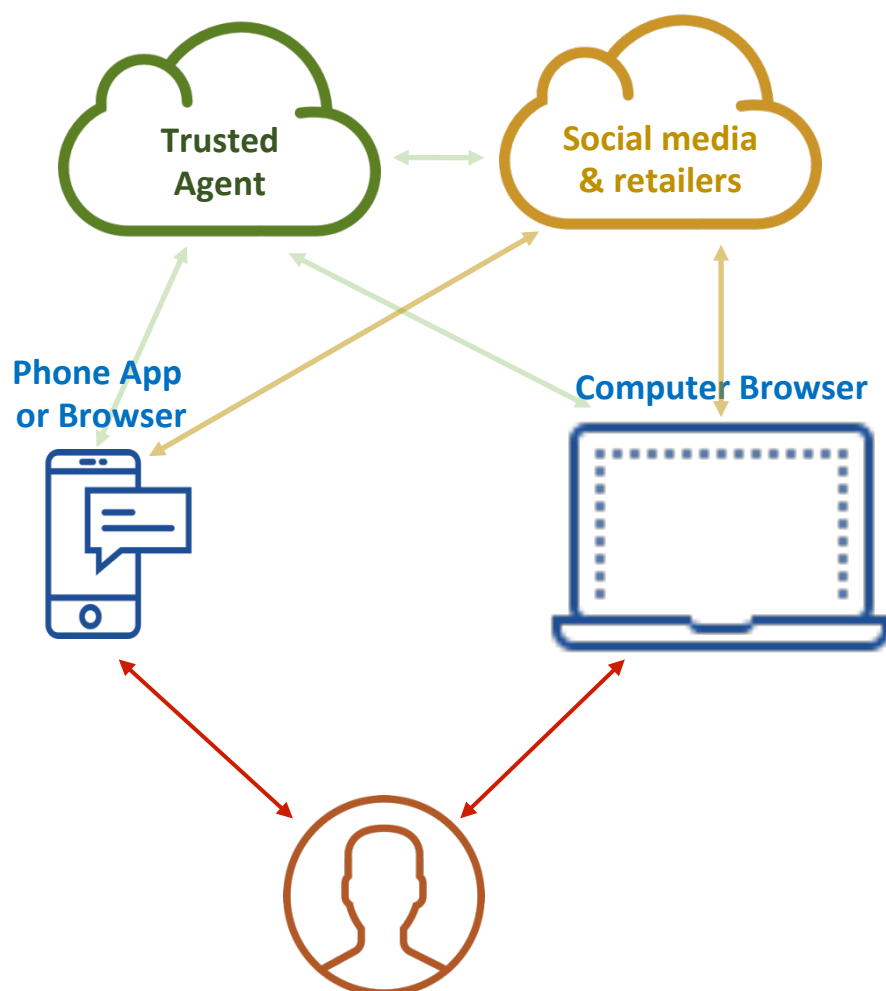 Trusted
Agent
Social media
& retailers
Phone App
or Browser
Computer Browser